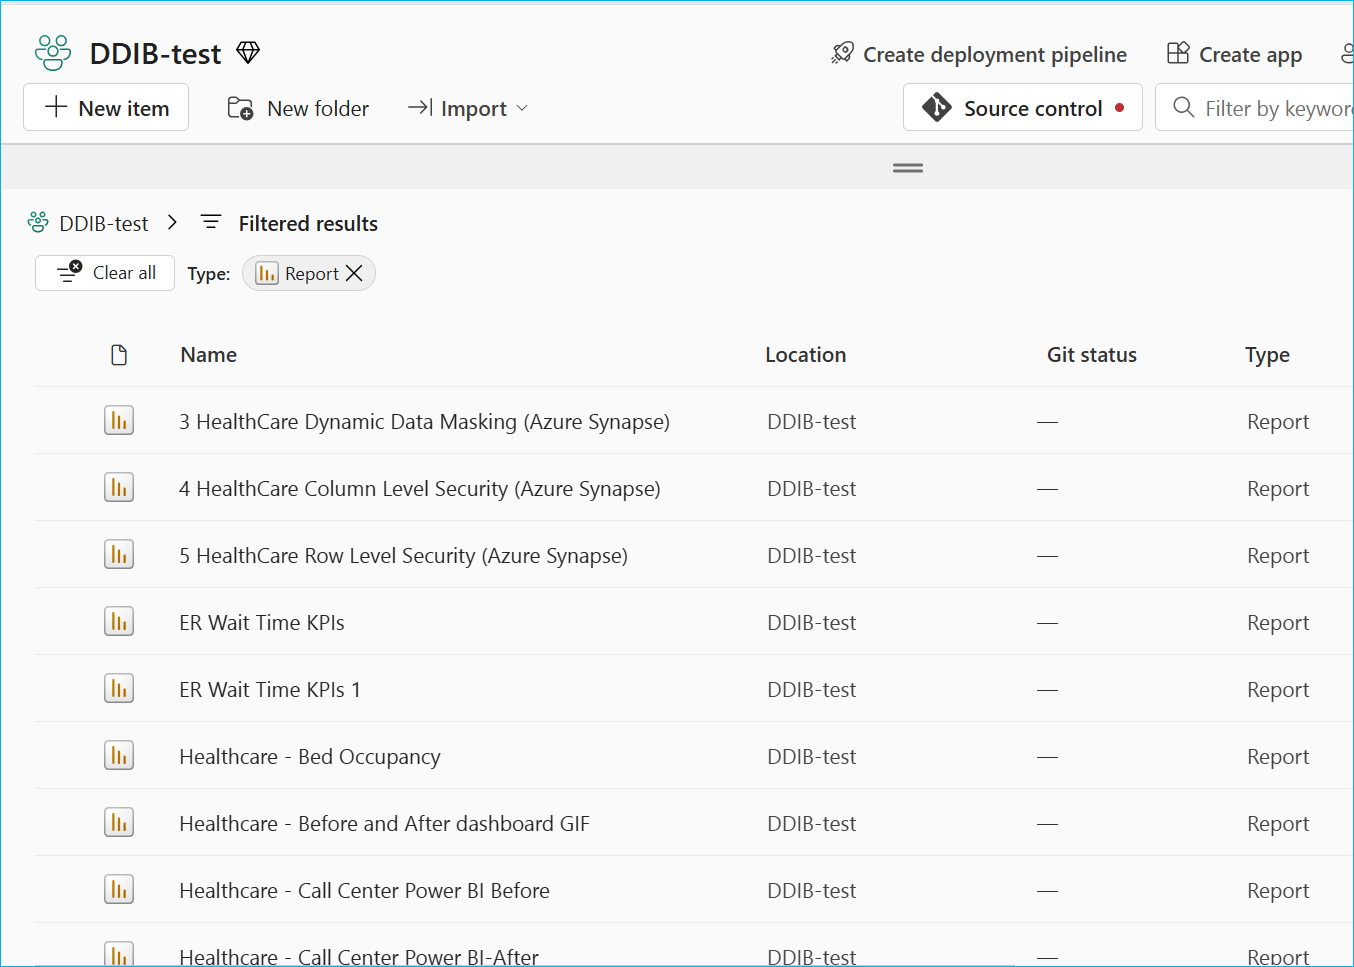 DDIB-test
Create deployment pipeline
Create app
New item
New folder
Import
Source control
Filter by
DDIB-test > Filtered results
Clear all Type: Report
Name Location Git status Type
3 HealthCare Dynamic Data Masking (Azure Synapse) DDIB-test — Report
4 HealthCare Column Level Security (Azure Synapse) DDIB-test — Report
5 HealthCare Row Level Security (Azure Synapse) DDIB-test — Report
ER Wait Time KPIs DDIB-test — Report
ER Wait Time KPIs 1 DDIB-test — Report
Healthcare - Bed Occupancy DDIB-test — Report
Healthcare - Before and After dashboard GIF DDIB-test — Report
Healthcare - Call Center Power BI Before DDIB-test — Report
Healthcare - Call Center Power BI-After DDIB-test — Report